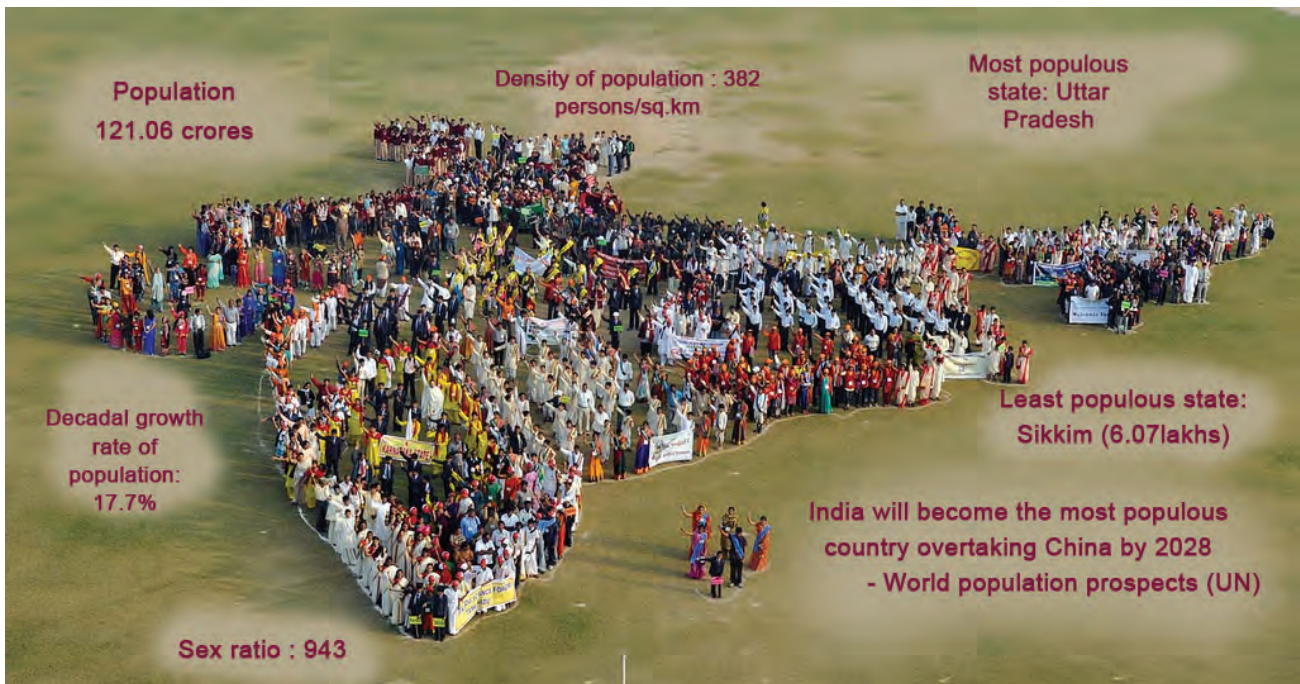 Population
121.06 crores
Density of population : 382
persons/sq.km
Most populous
state: Uttar
Pradesh
Decadal growth
rate of
population:
17.7%
Least populous state:
Sikkim (6.07lakhs)
India will become the most populous
country overtaking China by 2028
- World population prospects (UN)
Sex ratio : 943